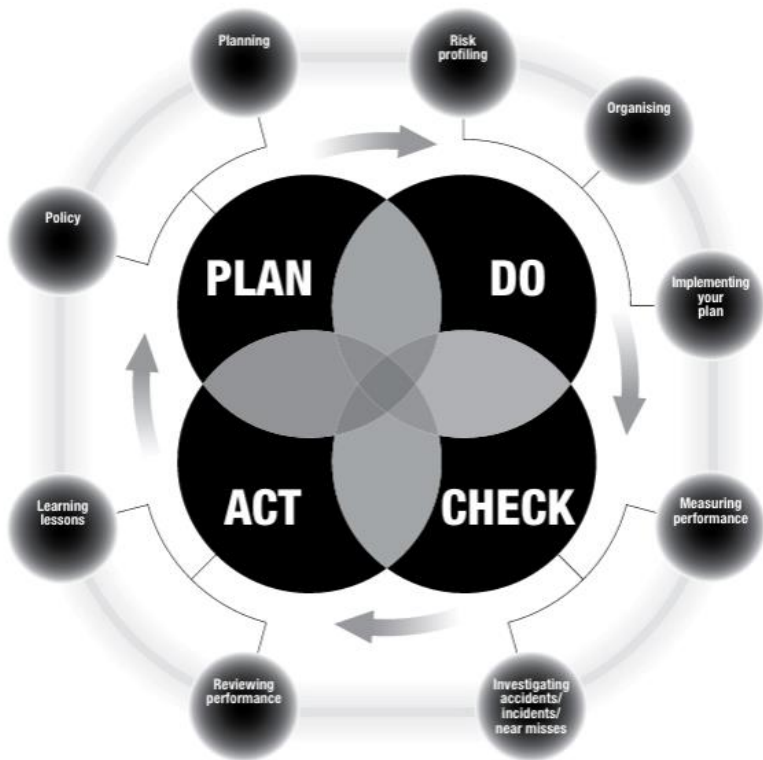 Planning
Risk
profiling
Organising
Policy
PLAN
DO
Implementing
your
plan
ACT
CHECK
Learning
lessons
Measuring
performance
Reviewing
performance
Investigating
accidents/
incidents/
near misses